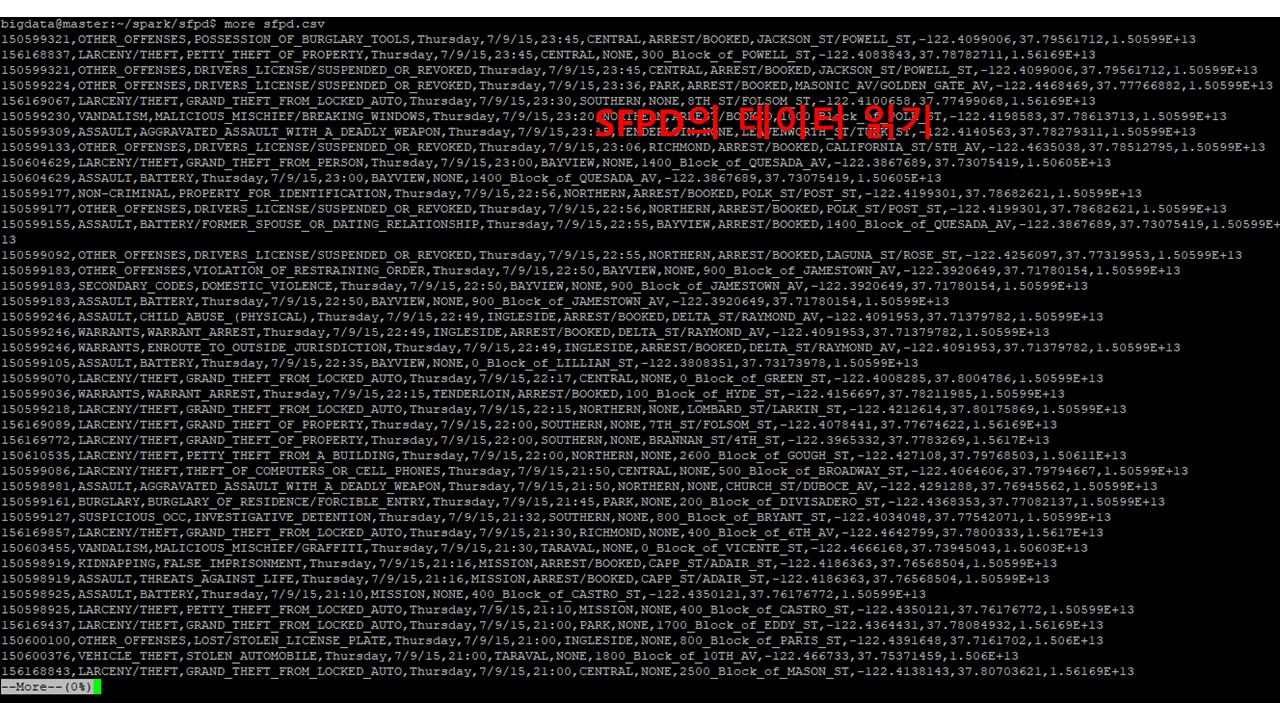 bigdata@master:~/spark/sfpd$ more sfpd.csv
150599321,OTHER_OFFENSES,POSSESSION_OF_BURGLARY_TOOLS,Thursday,7/9/15,23:45,CENTRAL,ARREST/BOOKED,JACKSON_ST/POWELL_ST,-122.4099006,37.79561712,1.50599E+13
156168837,LARCENY/THEFT,PETTY_THEFT_OF_PROPERTY,Thursday,7/9/15,23:45,CENTRAL,NONE,300_Block_of_POWELL_ST,-122.4083843,37.78782711,1.56169E+13
150599321,OTHER_OFFENSES,DRIVERS_LICENSE/SUSPENDED_OR_REVOKED,Thursday,7/9/15,23:45,CENTRAL,ARREST/BOOKED,JACKSON_ST/POWELL_ST,-122.4099006,37.79561712,1.50599E+13
150599224,OTHER_OFFENSES,DRIVERS_LICENSE/SUSPENDED_OR_REVOKED,Thursday,7/9/15,23:36,PARK,ARREST/BOOKED,MASONIC_AV/GOLDEN_GATE_AV,-122.4468469,37.77766882,1.50599E+13
156169067,LARCENY/THEFT,GRAND_THEFT_FROM_LOCKED_AUTO,Thursday,7/9/15,23:30,SOUTHERN,NONE,8TH_ST/FOLSOM_ST,-122.4100658,37.77499068,1.56169E+13
SFPD의 데이터 읽기
VANDALISM,MALICIOUS_MISCHIEF/BREAKING_WINDOWS,Thursday,7/9/15,23:20 -122.4198583,37.78613713,1.50599E+13
150599309,ASSAULT,AGGRAVATED_ASSAULT_WITH_A_DEADLY_WEAPON,Thursday,7/9/15 -122.4140563,37.78279311,1.50599E+13
150599133,OTHER_OFFENSES,DRIVERS_LICENSE/SUSPENDED_OR_REVOKED,Thursday,7/9/15,23:06,RICHMOND,ARREST/BOOKED,CALIFORNIA_ST/5TH_AV,-122.4635038,37.78512795,1.50599E+13
150604629,LARCENY/THEFT,GRAND_THEFT_FROM_PERSON,Thursday,7/9/15,23:00,BAYVIEW,NONE,1400_Block_of_QUESADA_AV,-122.3867689,37.73075419,1.50605E+13
150604629,ASSAULT,BATTERY,Thursday,7/9/15,23:00,BAYVIEW,NONE,1400_Block_of_QUESADA_AV,-122.3867689,37.73075419,1.50605E+13
150599177,NON-CRIMINAL,PROPERTY_FOR_IDENTIFICATION,Thursday,7/9/15,22:56,NORTHERN,ARREST/BOOKED,POLK_ST/POST_ST,-122.4199301,37.78682621,1.50599E+13
150599177,OTHER_OFFENSES,DRIVERS_LICENSE/SUSPENDED_OR_REVOKED,Thursday,7/9/15,22:56,NORTHERN,ARREST/BOOKED,POLK_ST/POST_ST,-122.4199301,37.78682621,1.50599E+13
150599155,ASSAULT,BATTERY/FORMER_SPOUSE_OR_DATING_RELATIONSHIP,Thursday,7/9/15,22:55,BAYVIEW,ARREST/BOOKED,1400_Block_of_QUESADA_AV,-122.3867689,37.73075419,1.50599E+
13
150599092,OTHER_OFFENSES,DRIVERS_LICENSE/SUSPENDED_OR_REVOKED,Thursday,7/9/15,22:55,NORTHERN,ARREST/BOOKED,LAGUNA_ST/ROSE_ST,-122.4256097,37.77319953,1.50599E+13
150599183,OTHER_OFFENSES,VIOLATION_OF_RESTRAINING_ORDER,Thursday,7/9/15,22:50,BAYVIEW,NONE,900_Block_of_JAMESTOWN_AV,-122.3920649,37.71780154,1.50599E+13
150599183,SECONDARY_CODES,DOMESTIC_VIOLENCE,Thursday,7/9/15,22:50,BAYVIEW,NONE,900_Block_of_JAMESTOWN_AV,-122.3920649,37.71780154,1.50599E+13
150599183,ASSAULT,BATTERY,Thursday,7/9/15,22:50,BAYVIEW,NONE,900_Block_of_JAMESTOWN_AV,-122.3920649,37.71780154,1.50599E+13
150599246,ASSAULT,CHILD_ABUSE_(PHYSICAL),Thursday,7/9/15,22:49,INGLESIDE,ARREST/BOOKED,DELTA_ST/RAYMOND_AV,-122.4091953,37.71379782,1.50599E+13
150599246,WARRANTS,WARRANT_ARREST,Thursday,7/9/15,22:49,INGLESIDE,ARREST/BOOKED,DELTA_ST/RAYMOND_AV,-122.4091953,37.71379782,1.50599E+13
150599246,WARRANTS,ENROUTE_TO_OUTSIDE_JURISDICTION,Thursday,7/9/15,22:49,INGLESIDE,ARREST/BOOKED,DELTA_ST/RAYMOND_AV,-122.4091953,37.71379782,1.50599E+13
150599105,ASSAULT,BATTERY,Thursday,7/9/15,22:35,BAYVIEW,NONE,0_Block_of_LILLIAN_ST,-122.3808351,37.73173978,1.50599E+13
150599070,LARCENY/THEFT,GRAND_THEFT_FROM_LOCKED_AUTO,Thursday,7/9/15,22:17,CENTRAL,NONE,0_Block_of_GREEN_ST,-122.4008285,37.8004786,1.50599E+13
150599036,WARRANTS,WARRANT_ARREST,Thursday,7/9/15,22:15,TENDERLOIN,ARREST/BOOKED,100_Block_of_HYDE_ST,-122.4156697,37.78211985,1.50599E+13
150599218,LARCENY/THEFT,GRAND_THEFT_FROM_LOCKED_AUTO,Thursday,7/9/15,22:15,NORTHERN,NONE,LOMBARD_ST/LARKIN_ST,-122.4212614,37.80175869,1.50599E+13
156169089,LARCENY/THEFT,GRAND_THEFT_OF_PROPERTY,Thursday,7/9/15,22:00,SOUTHERN,NONE,7TH_ST/FOLSOM_ST,-122.4078441,37.77674622,1.56169E+13
156169772,LARCENY/THEFT,GRAND_THEFT_OF_PROPERTY,Thursday,7/9/15,22:00,SOUTHERN,NONE,BRANNAN_ST/4TH_ST,-122.3965332,37.7773269,1.5617E+13
150610535,LARCENY/THEFT,PETTY_THEFT_FROM_A_BUILDING,Thursday,7/9/15,22:00,NORTHERN,NONE,2600_Block_of_GOUGH_ST,-122.427108,37.79768503,1.50611E+13
150599086,LARCENY/THEFT,THEFT_OF_COMPUTERS_OR_CELL_PHONES,Thursday,7/9/15,21:50,CENTRAL,NONE,500_Block_of_BROADWAY_ST,-122.4064606,37.79794667,1.50599E+13
150598981,ASSAULT,AGGRAVATED_ASSAULT_WITH_A_DEADLY_WEAPON,Thursday,7/9/15,21:50,NORTHERN,NONE,CHURCH_ST/DUBOCE_AV,-122.4291288,37.76945562,1.50599E+13
150599161,BURGLARY,BURGLARY_OF_RESIDENCE/FORCIBLE_ENTRY,Thursday,7/9/15,21:45,PARK,NONE,200_Block_of_DIVISADERO_ST,-122.4368353,37.77082137,1.50599E+13
150599127,SUSPICIOUS_OCC,INVESTIGATIVE_DETENTION,Thursday,7/9/15,21:32,SOUTHERN,NONE,800_Block_of_BRYANT_ST,-122.4034048,37.77542071,1.50599E+13
156169857,LARCENY/THEFT,GRAND_THEFT_FROM_LOCKED_AUTO,Thursday,7/9/15,21:30,RICHMOND,NONE,400_Block_of_6TH_AV,-122.4642799,37.7800333,1.5617E+13
150603455,VANDALISM,MALICIOUS_MISCHIEF/GRAFFITI,Thursday,7/9/15,21:30,TARAVAL,NONE,0_Block_of_VICENTE_ST,-122.4666168,37.73945043,1.50603E+13
150598919,KIDNAPPING,FALSE_IMPRISONMENT,Thursday,7/9/15,21:16,MISSION,ARREST/BOOKED,CAPP_ST/ADAIR_ST,-122.4186363,37.76568504,1.50599E+13
150598919,ASSAULT,THREATS_AGAINST_LIFE,Thursday,7/9/15,21:16,MISSION,ARREST/BOOKED,CAPP_ST/ADAIR_ST,-122.4186363,37.76568504,1.50599E+13
150598925,ASSAULT,BATTERY,Thursday,7/9/15,21:10,MISSION,NONE,400_Block_of_CASTRO_ST,-122.4350121,37.76176772,1.50599E+13
150598925,LARCENY/THEFT,PETTY_THEFT_FROM_LOCKED_AUTO,Thursday,7/9/15,21:10,MISSION,NONE,400_Block_of_CASTRO_ST,-122.4350121,37.76176772,1.50599E+13
156169437,LARCENY/THEFT,GRAND_THEFT_FROM_LOCKED_AUTO,Thursday,7/9/15,21:00,PARK,NONE,1700_Block_of_EDDY_ST,-122.4364431,37.78084932,1.56169E+13
150600100,OTHER_OFFENSES,LOST/STOLEN_LICENSE_PLATE,Thursday,7/9/15,21:00,INGLESIDE,NONE,800_Block_of_PARIS_ST,-122.4391648,37.7161702,1.506E+13
150600376,VEHICLE_THEFT,STOLEN_AUTOMOBILE,Thursday,7/9/15,21:00,TARAVAL,NONE,1800_Block_of_10TH_AV,-122.466733,37.75371459,1.506E+13
156168843,LARCENY/THEFT,GRAND_THEFT_FROM_LOCKED_AUTO,Thursday,7/9/15,21:00,CENTRAL,NONE,2500_Block_of_MASON_ST,-122.4138143,37.80703621,1.56169E+13
--More--(0%)